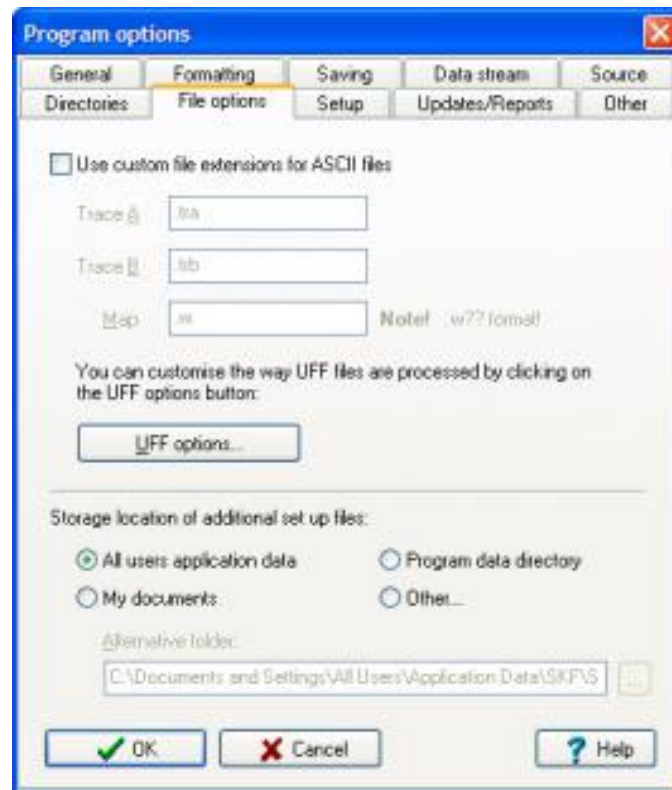 Program options
General Formatting Saving Data stream Source
Directories File options Setup Updates/Reports Other
Use custom file extensions for ASCII files
Trace A .tra
Trace B .trb
Map .w Note! w?? format!
You can customise the way UFF files are processed by clicking on
the UFF options button:
UFF options...
Storage location of additional set up files:
All users application data Program data directory
My documents Other...
Alternative folder:
C:\Documents and Settings\All Users\Application Data\SKF\S ...
OK Cancel Help